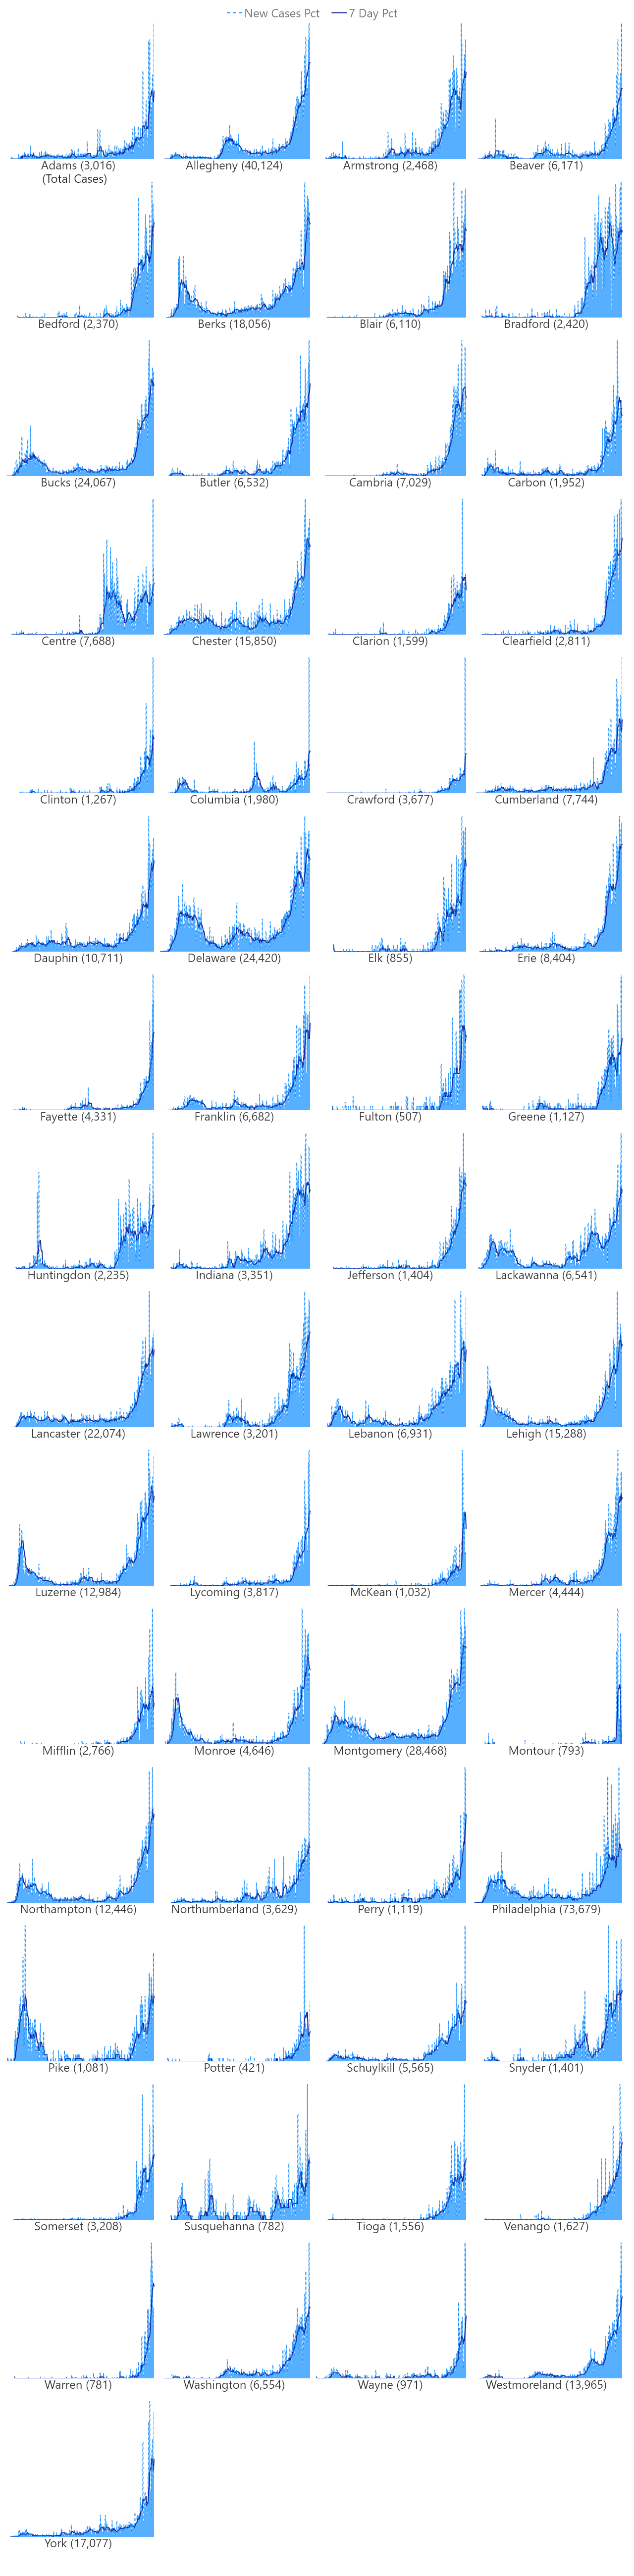 New Cases Pct 7 Day Pct
Adams (3,016) Allegheny (40,124) Armstrong (2,468) Beaver (6,171)
(Total Cases)
Bedford (2,370) Berks (18,056) Blair (6,110) Bradford (2,420)
Bucks (24,067) Butler (6,532) Cambria (7,029) Carbon (1,952)
Centre (7,688) Chester (15,850) Clarion (1,599) Clearfield (2,811)
Clinton (1,267) Columbia (1,980) Crawford (3,677) Cumberland (7,744)
Dauphin (10,711) Delaware (24,420) Elk (855) Erie (8,404)
Fayette (4,331) Franklin (6,682) Fulton (507) Greene (1,127)
Huntingdon (2,235) Indiana (3,351) Jefferson (1,404) Lackawanna (6,541)
Lancaster (22,074) Lawrence (3,201) Lebanon (6,931) Lehigh (15,288)
Luzerne (12,984) Lycoming (3,817) McKean (1,032) Mercer (4,444)
Mifflin (2,766) Monroe (4,646) Montgomery (28,468) Montour (793)
Northampton (12,446) Northumberland (3,629) Perry (1,119) Philadelphia (73,679)
Pike (1,081) Potter (421) Schuylkill (5,565) Snyder (1,401)
Somerset (3,208) Susquehanna (782) Tioga (1,556) Venango (1,627)
Warren (781) Washington (6,554) Wayne (971) Westmoreland (13,965)
York (17,077)